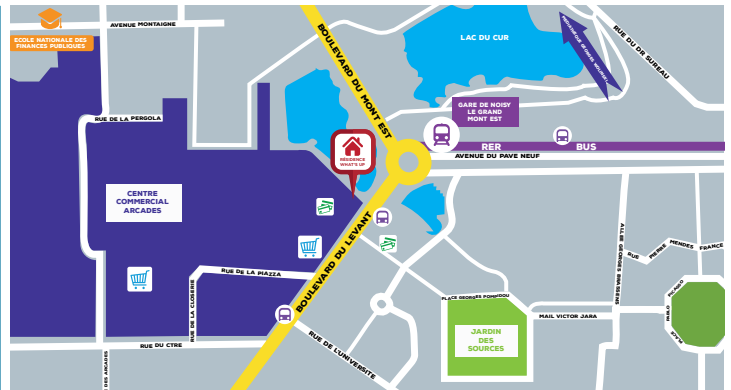 AVENUE MONTAIGNE
ECOLE NATIONALE DES
FINANCES PUBLIQUES
BOULEVARD DU MONT EST
LAC DU CUR
RUE DU DR SUREAU
RUE DE LA PERGOLA
GARE DE NOISY
LE GRAND
MONT EST
RÉSIDENCE
WHAT'S UP
RER
BUS
AVENUE DU PAVE NEUF
CENTRE
COMMERCIAL
ARCADES
BOULEVARD DU LEVANT
ALLEE GEORGES BRASSENS
RUE PIERRE MENDES FRANCE
RUE DE LA PIAZZA
RUE DE LA CLOSERIE
PLACE GEORGES POMPIDOU
MAIL VICTOR JARA
PLACE PABLO PICASSO
JARDIN
DES
SOURCES
RUE DE L'UNIVERSITE
RUE DU CTRE
DES ARCADES